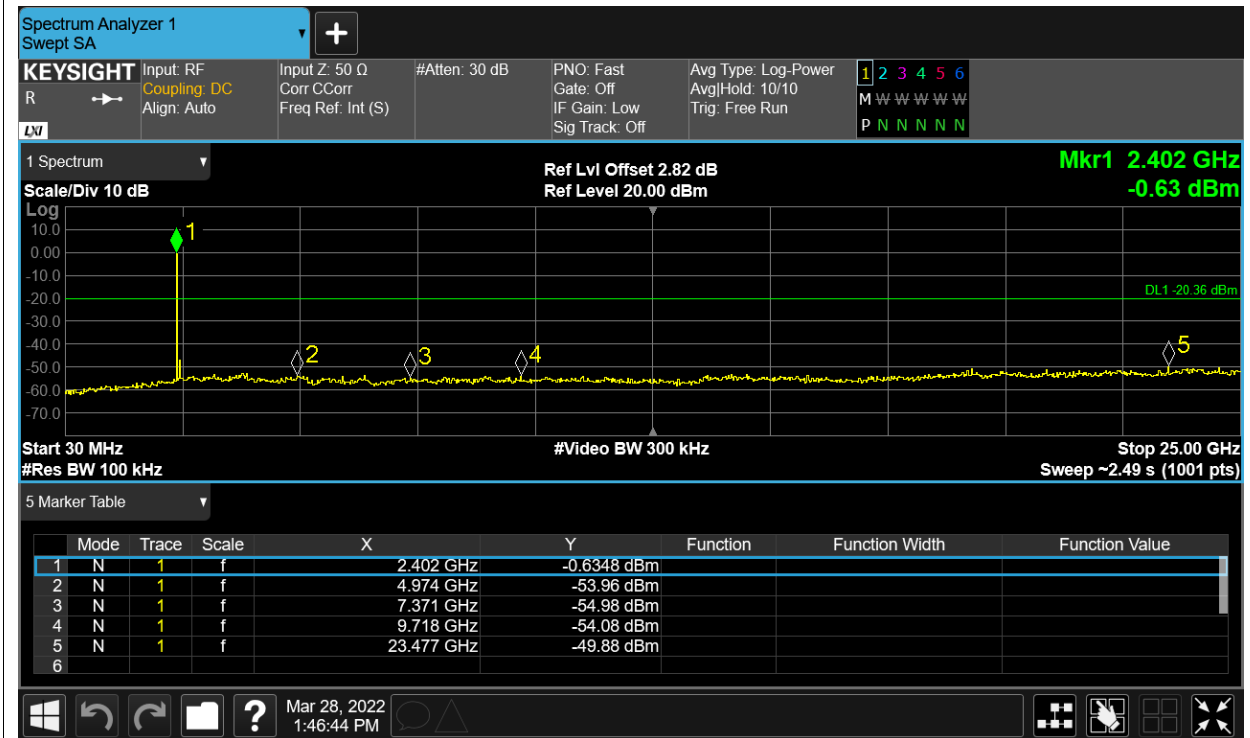 Spectrum Analyzer 1
Swept SA
+
KEYSIGHT Input: RF Input Z: 50 Ω #Atten: 30 dB PNO: Fast Avg Type: Log-Power 1 2 3 4 5 6
R Coupling: DC Corr CCorr Gate: Off Avg|Hold: 10/10 M W W W W W
Align: Auto Freq Ref: Int (S) IF Gain: Low Trig: Free Run
LXI Sig Track: Off P N N N N N
1 Spectrum Ref Lvl Offset 2.82 dB Mkr1 2.402 GHz
Scale/Div 10 dB Ref Level 20.00 dBm -0.63 dBm
Log
10.0 1
0.00
-10.0
-20.0 DL1 -20.36 dBm
-30.0
-40.0 2 3 4 5
-50.0
-60.0
-70.0
Start 30 MHz #Video BW 300 kHz Stop 25.00 GHz
#Res BW 100 kHz Sweep ~2.49 s (1001 pts)
5 Marker Table
Mode Trace Scale X Y Function Function Width Function Value
1 N 1 f 2.402 GHz -0.6348 dBm
2 N 1 f 4.974 GHz -53.96 dBm
3 N 1 f 7.371 GHz -54.98 dBm
4 N 1 f 9.718 GHz -54.08 dBm
5 N 1 f 23.477 GHz -49.88 dBm
6
? Mar 28, 2022
1:46:44 PM